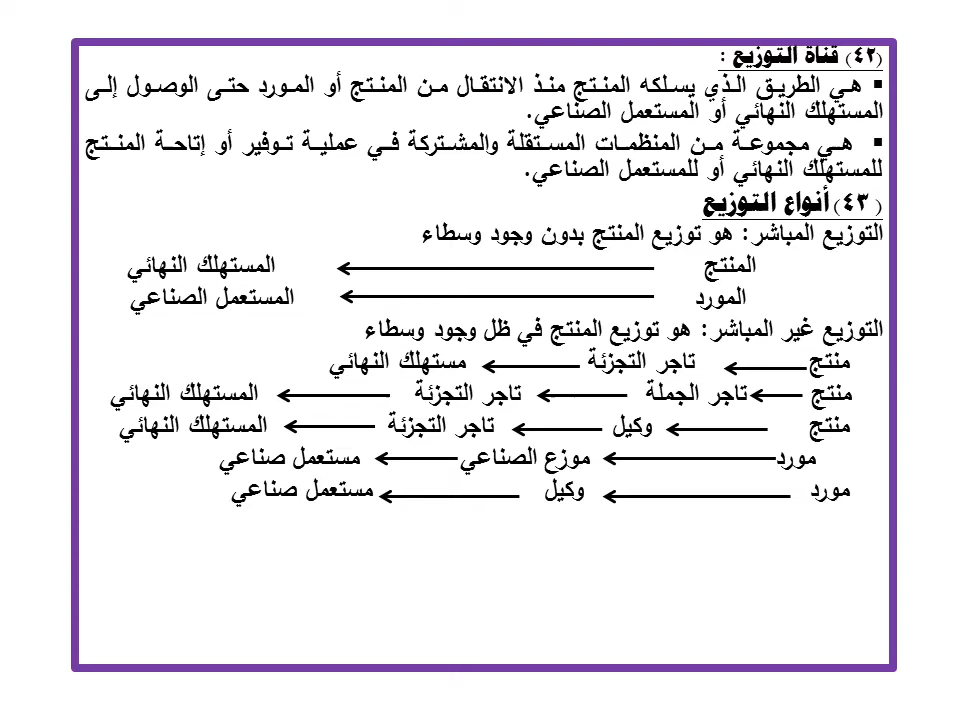 (٤٢) قناة التوزيع :
▪ هي الطريق الذي يسلكه المنتج منذ الانتقال من المنتج أو المورد حتى الوصول إلى
المستهلك النهائي أو المستعمل الصناعي.
▪ هي مجموعة من المنظمات المستقلة والمشتركة في عملية توفير أو إتاحة المنتج
للمستهلك النهائي أو للمستعمل الصناعي.
(٤٣) أنواع التوزيع
التوزيع المباشر: هو توزيع المنتج بدون وجود وسطاء
المنتج المستهلك النهائي
المورد المستعمل الصناعي
التوزيع غير المباشر: هو توزيع المنتج في ظل وجود وسطاء
منتج تاجر التجزئة مستهلك النهائي
منتج تاجر الجملة تاجر التجزئة المستهلك النهائي
منتج وكيل تاجر التجزئة المستهلك النهائي
مورد موزع الصناعي مستعمل صناعي
مورد وكيل مستعمل صناعي